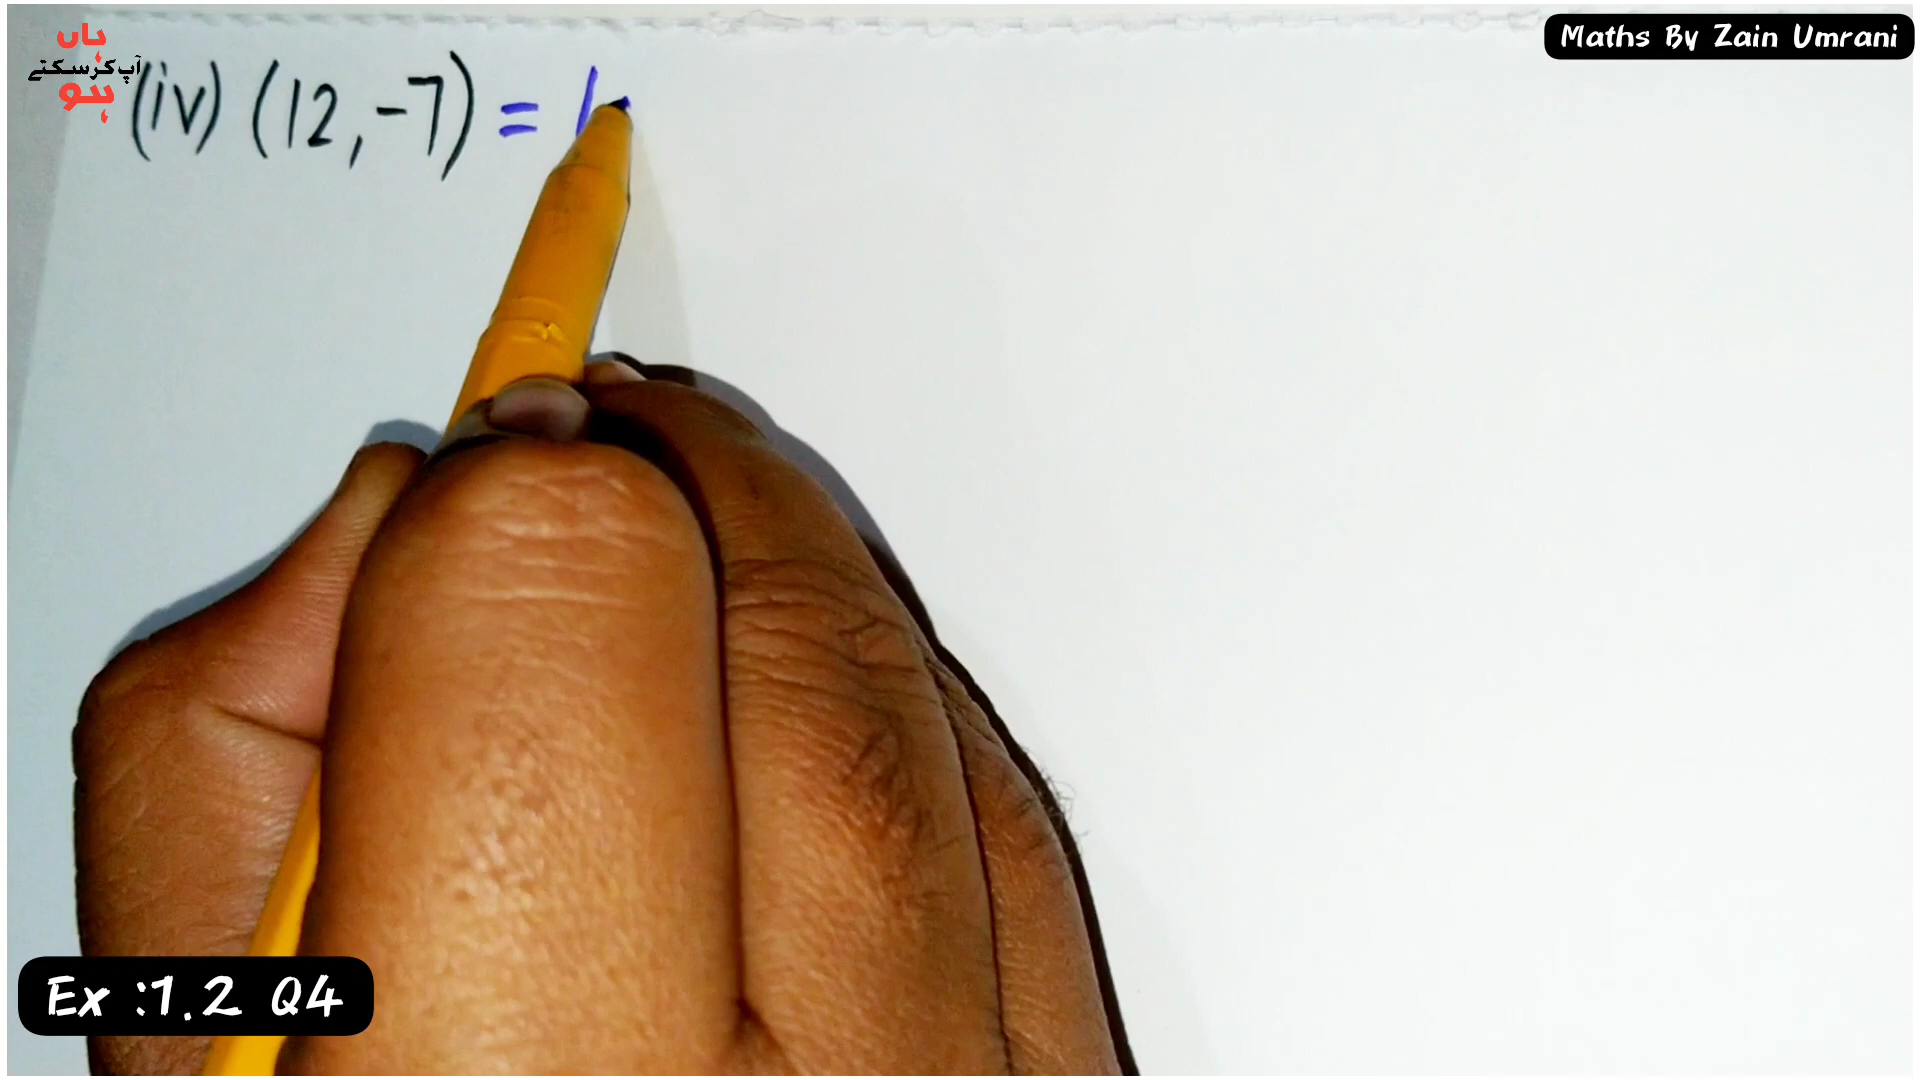 ہاں
آپ کر سکتے
ہو
Maths By Zain Umrani
(iv) (12, -7) =
Ex :1.2 Q4